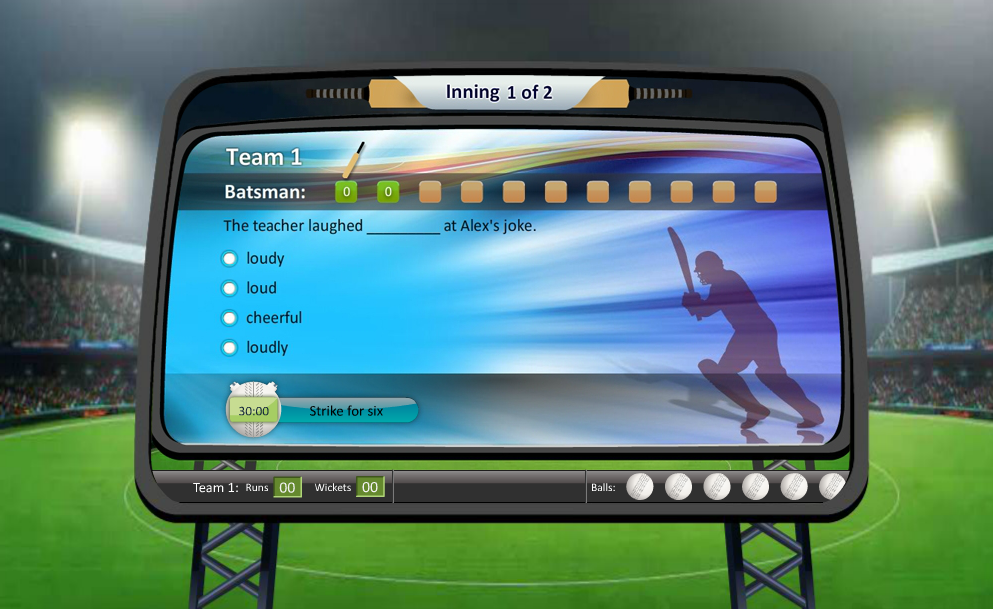 Inning 1 of 2
Team 1
Batsman: 0 0
The teacher laughed _________ at Alex's joke.
loudy
loud
cheerful
loudly
30:00 Strike for six
Team 1: Runs 00 Wickets 00 Balls: